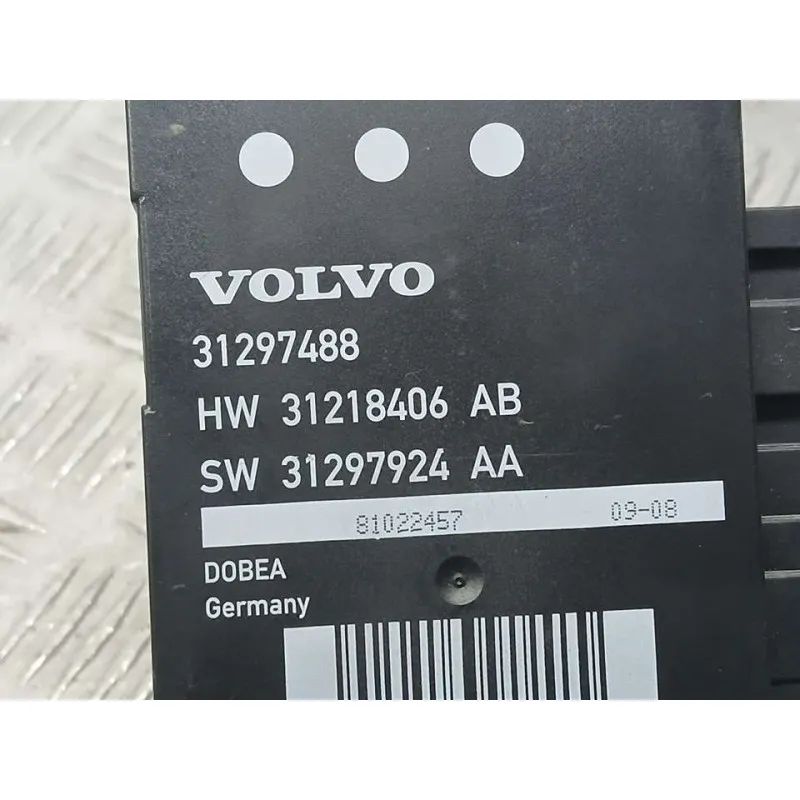 VOLVO
31297488
HW 31218406 AB
SW 31297924 AA
81022457 09-08
DOBEA
Germany